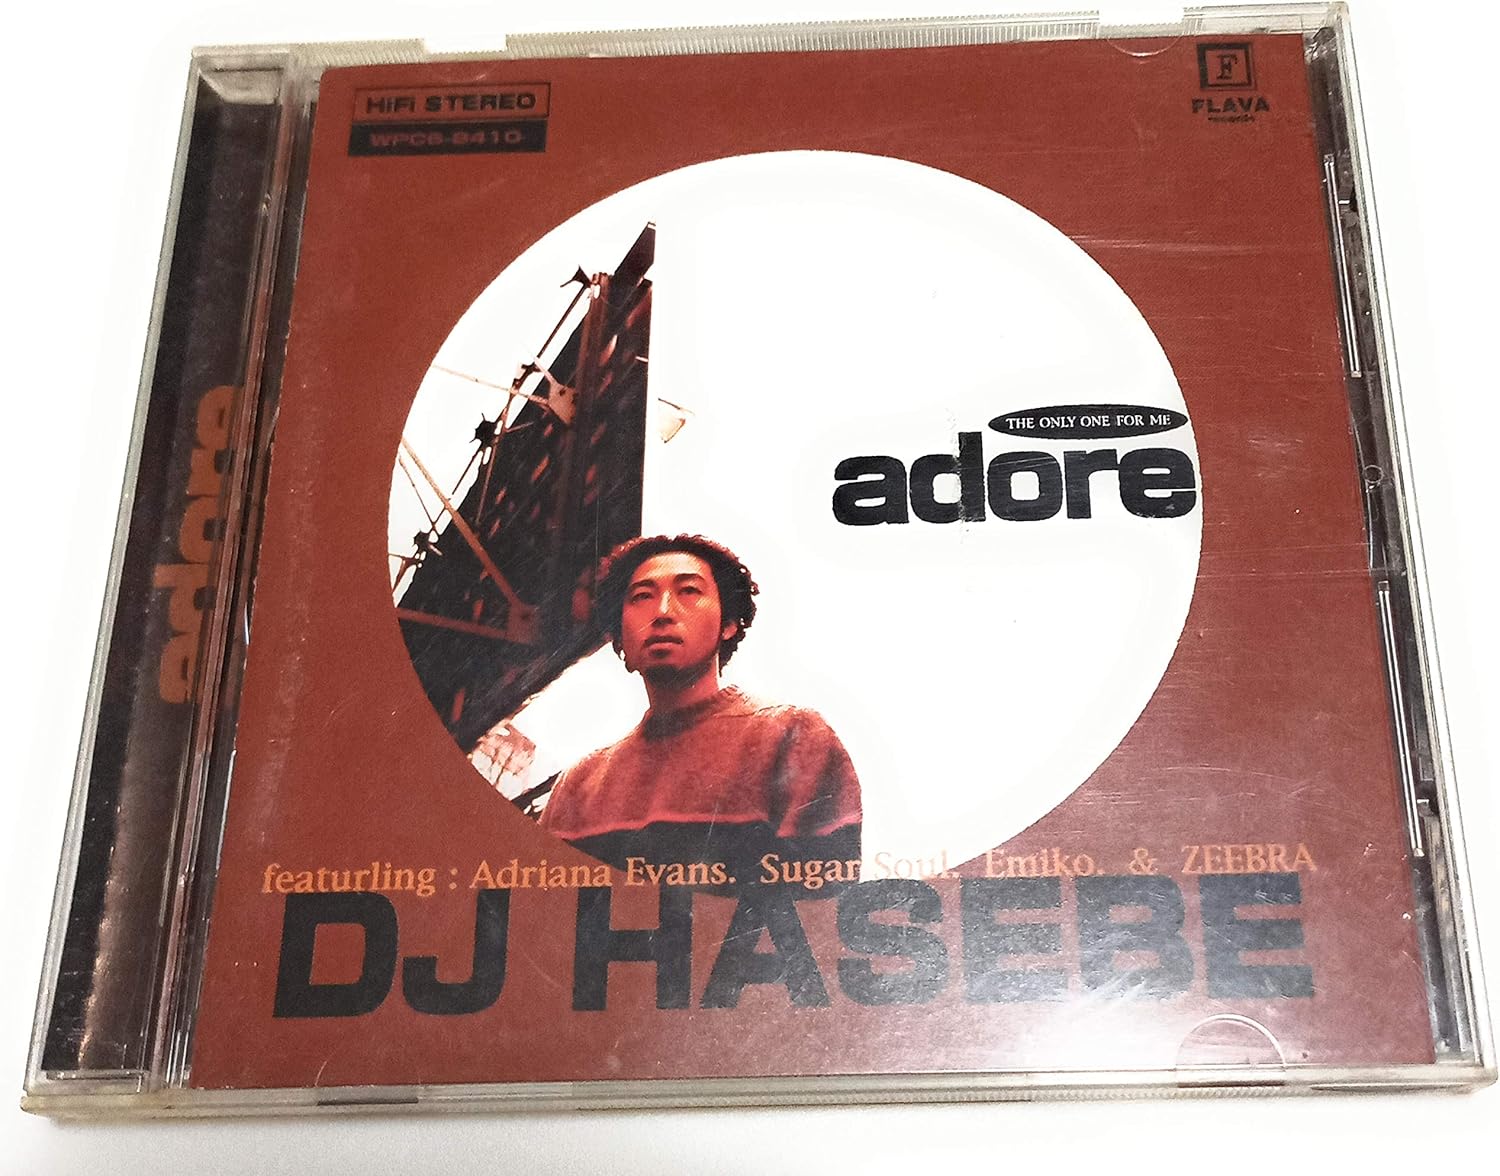 HiFi STEREO
WPC6-8410
F
FLAVA
records
THE ONLY ONE FOR ME
adore
adore
featurling : Adriana Evans. Sugar Soul. Emiko. & ZEEBRA
DJ HASEBE